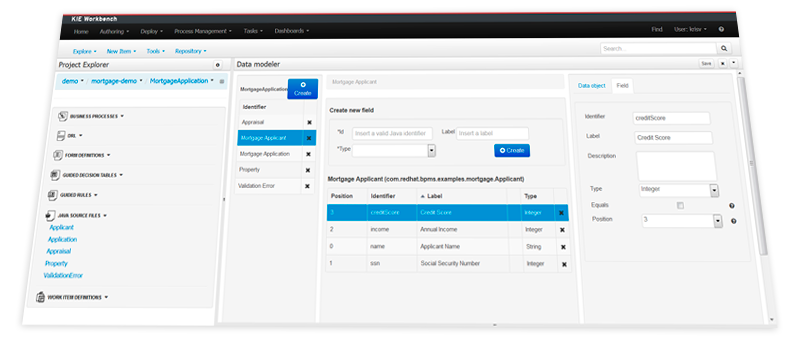 KIE Workbench
Home Authoring Deploy Process Management Tasks Dashboards Find User: krisv
Explore New Item Tools Repository Search...
Project Explorer
demo / mortgage-demo / MortgageApplication
BUSINESS PROCESSES
DRL
FORM DEFINITIONS
GUIDED DECISION TABLES
GUIDED RULES
JAVA SOURCE FILES
Applicant
Application
Appraisal
Property
ValidationError
WORK ITEM DEFINITIONS
Data modeler Save
MortgageApplication Create
Identifier
Appraisal
Mortgage Applicant
Mortgage Application
Property
Validation Error
Mortgage Applicant
Create new field
*Id Insert a valid Java identifier Label Insert a label
*Type Create
Mortgage Applicant (com.redhat.bpms.examples.mortgage.Applicant)
Position Identifier Label Type
3 creditScore Credit Score Integer
2 income Annual Income Integer
0 name Applicant Name String
1 ssn Social Security Number Integer
Data object Field
Identifier creditScore
Label Credit Score
Description
Type Integer
Equals
Position 3